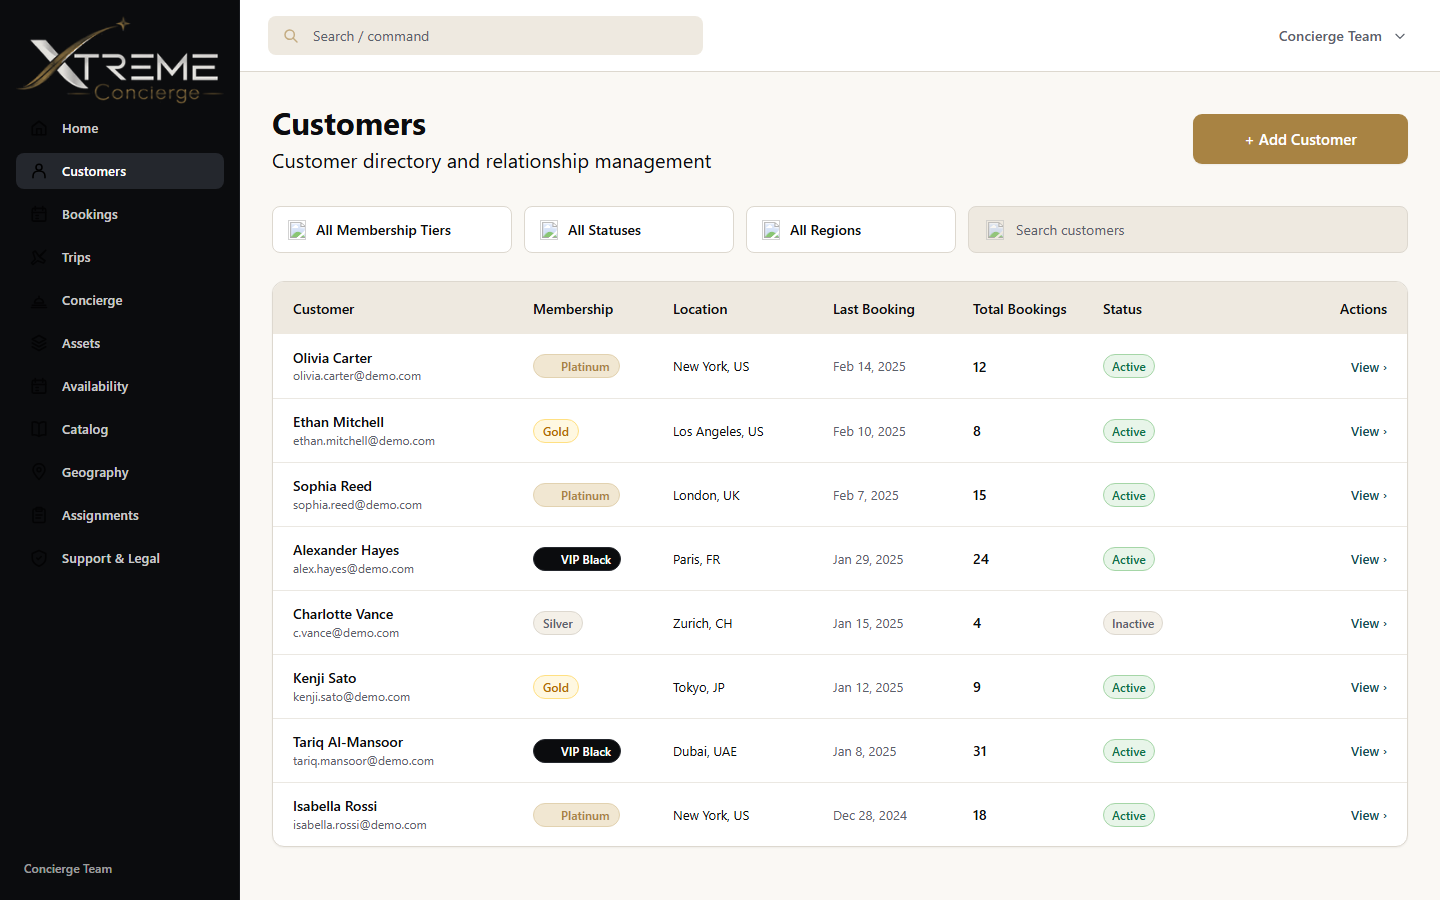 XTREME
Concierge
Home
Customers
Bookings
Trips
Concierge
Assets
Availability
Catalog
Geography
Assignments
Support & Legal
Concierge Team
Search / command
Concierge Team
Customers
Customer directory and relationship management
+ Add Customer
All Membership Tiers
All Statuses
All Regions
Search customers
Customer Membership Location Last Booking Total Bookings Status Actions
Olivia Carter
olivia.carter@demo.com
Platinum New York, US Feb 14, 2025 12 Active View ›
Ethan Mitchell
ethan.mitchell@demo.com
Gold Los Angeles, US Feb 10, 2025 8 Active View ›
Sophia Reed
sophia.reed@demo.com
Platinum London, UK Feb 7, 2025 15 Active View ›
Alexander Hayes
alex.hayes@demo.com
VIP Black Paris, FR Jan 29, 2025 24 Active View ›
Charlotte Vance
c.vance@demo.com
Silver Zurich, CH Jan 15, 2025 4 Inactive View ›
Kenji Sato
kenji.sato@demo.com
Gold Tokyo, JP Jan 12, 2025 9 Active View ›
Tariq Al-Mansoor
tariq.mansoor@demo.com
VIP Black Dubai, UAE Jan 8, 2025 31 Active View ›
Isabella Rossi
isabella.rossi@demo.com
Platinum New York, US Dec 28, 2024 18 Active View ›